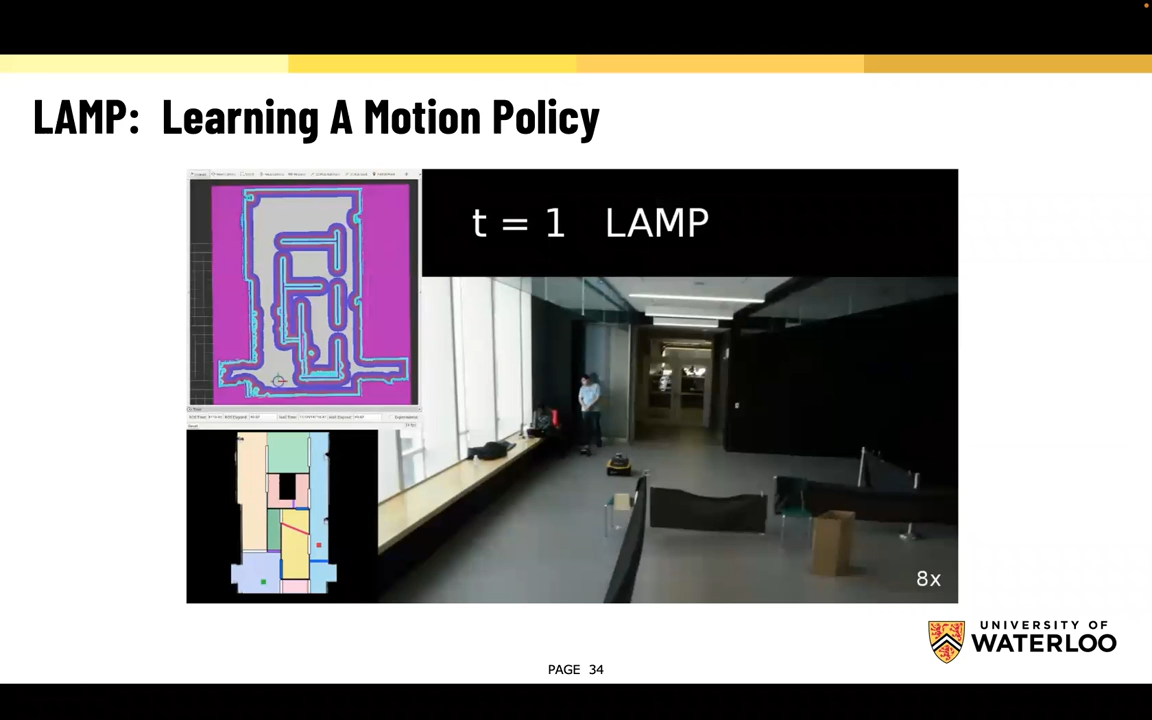 LAMP: Learning A Motion Policy
t = 1 LAMP
8x
UNIVERSITY OF
WATERLOO
PAGE 34